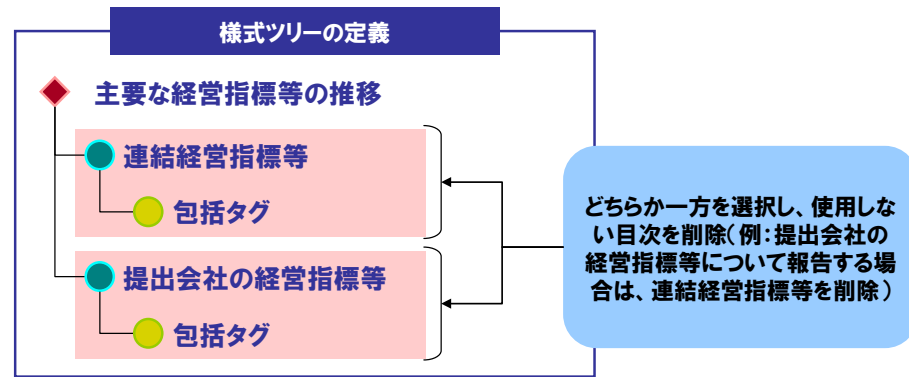 様式ツリーの定義
主要な経営指標等の推移
連結経営指標等
包括タグ
提出会社の経営指標等
包括タグ
どちらか一方を選択し、使用しな
い目次を削除（例：提出会社の
経営指標等について報告する場
合は、連結経営指標等を削除）